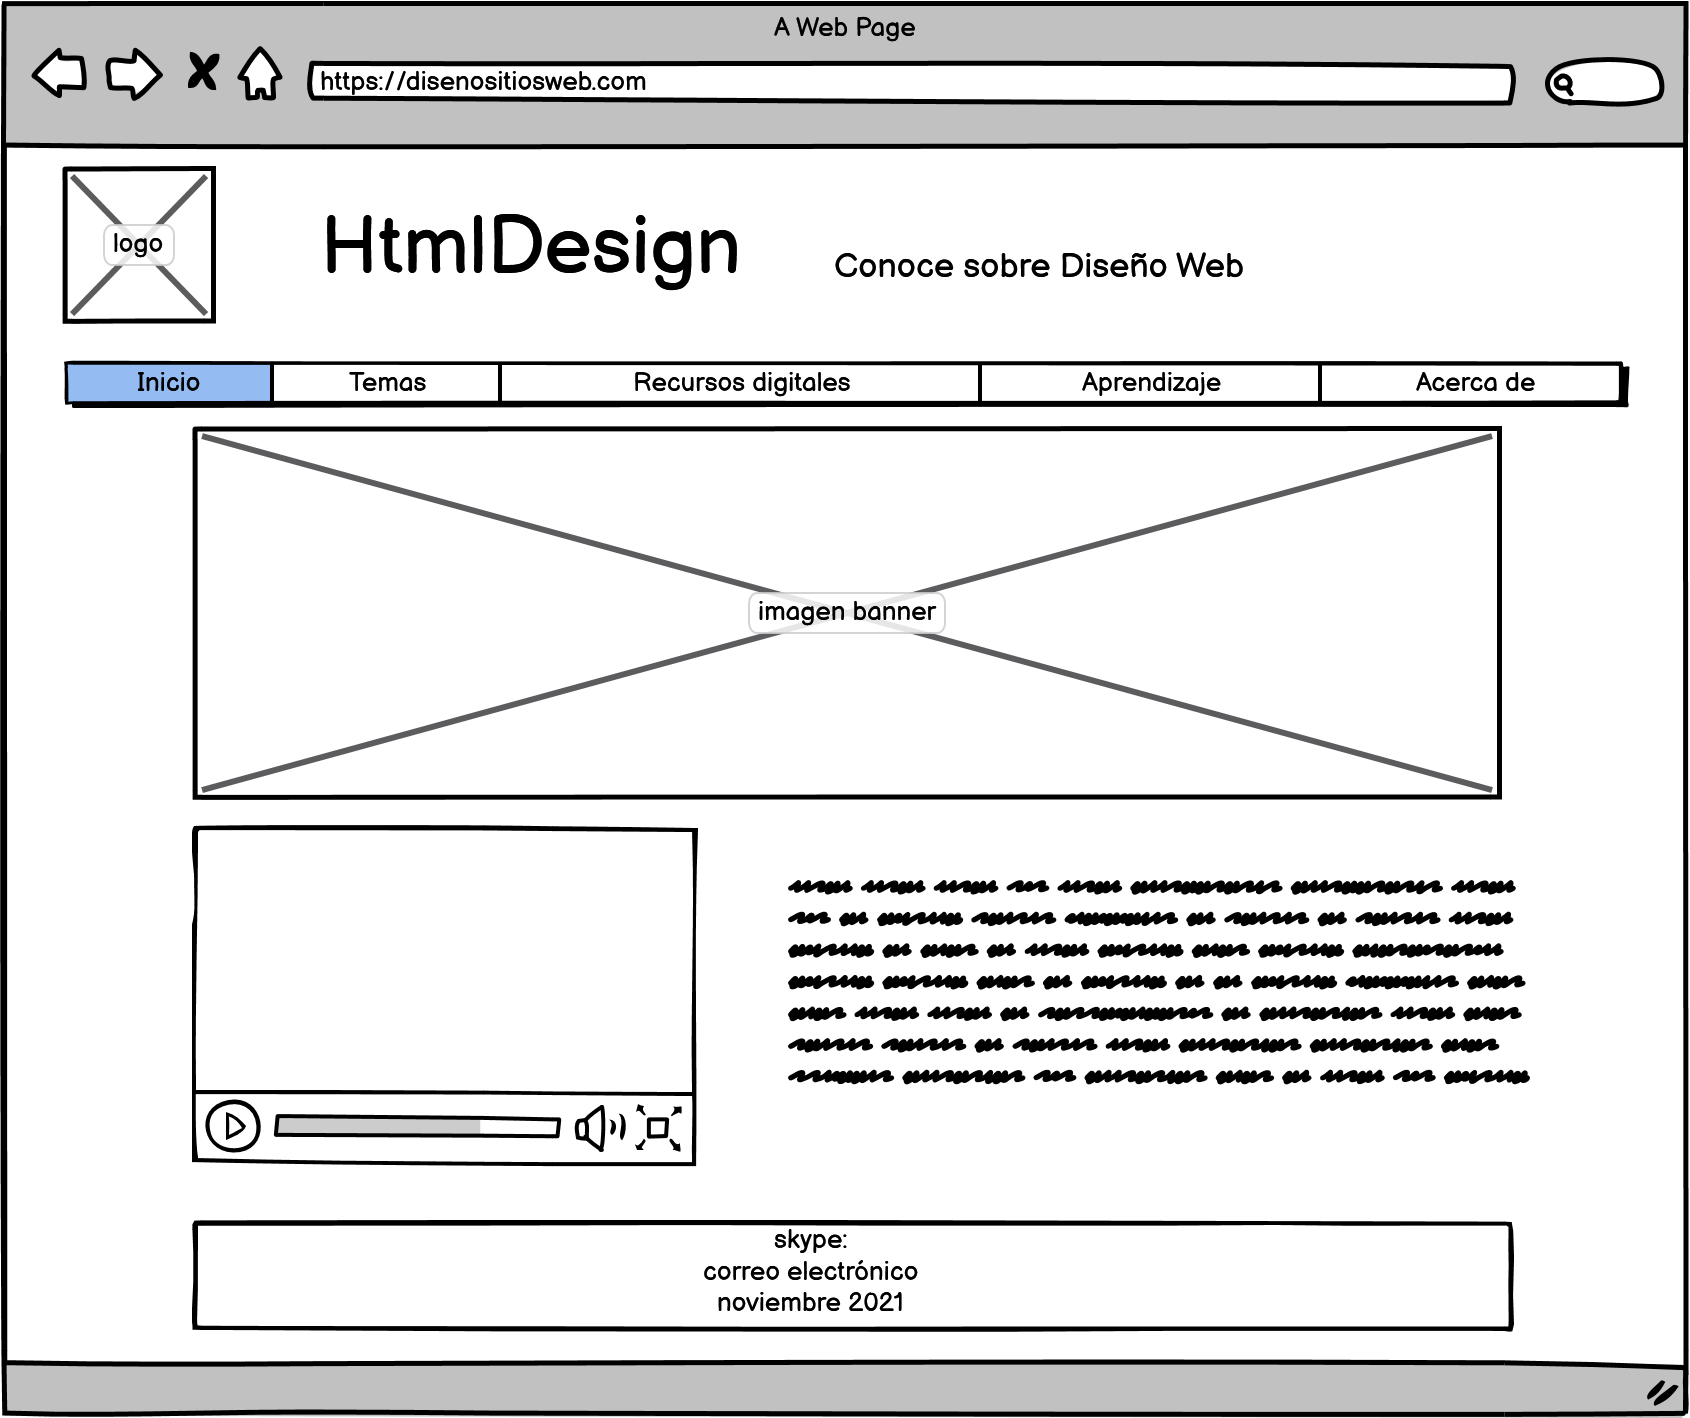 A Web Page
https://disenositiosweb.com
logo
HtmlDesign
Conoce sobre Diseño Web
Inicio
Temas
Recursos digitales
Aprendizaje
Acerca de
imagen banner
skype:
correo electrónico
noviembre 2021